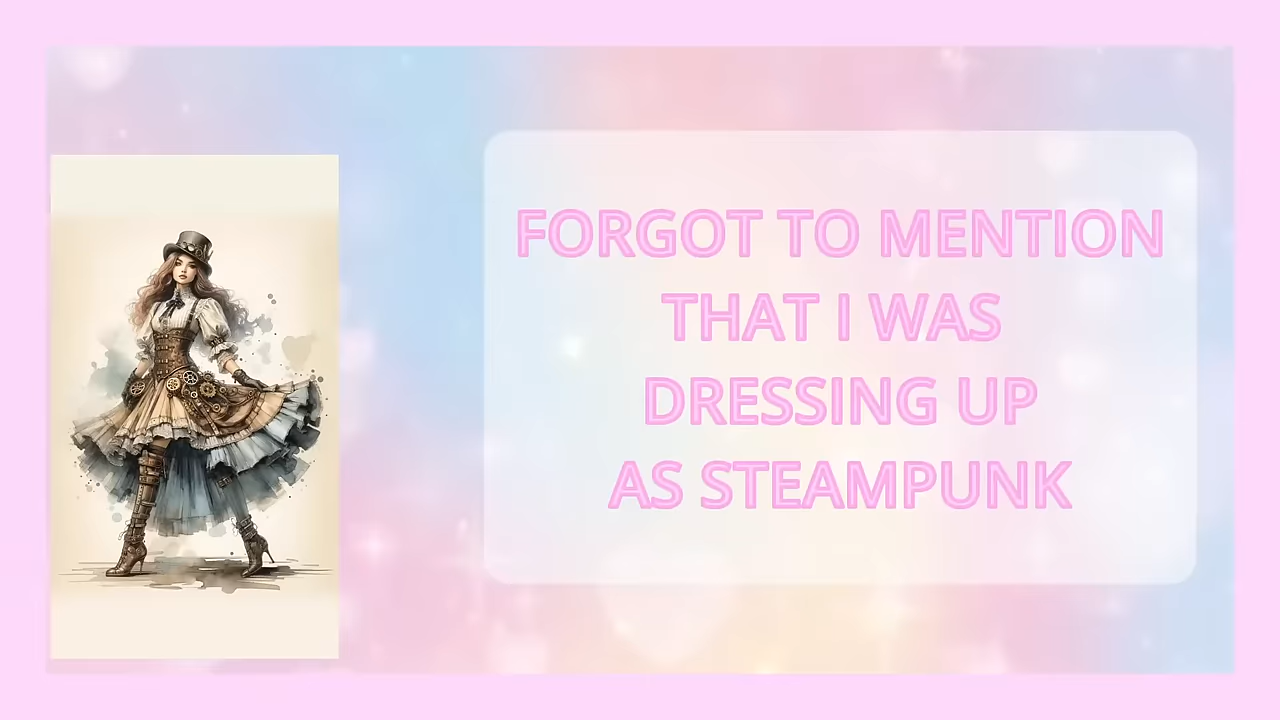 FORGOT TO MENTION
THAT I WAS
DRESSING UP
AS STEAMPUNK